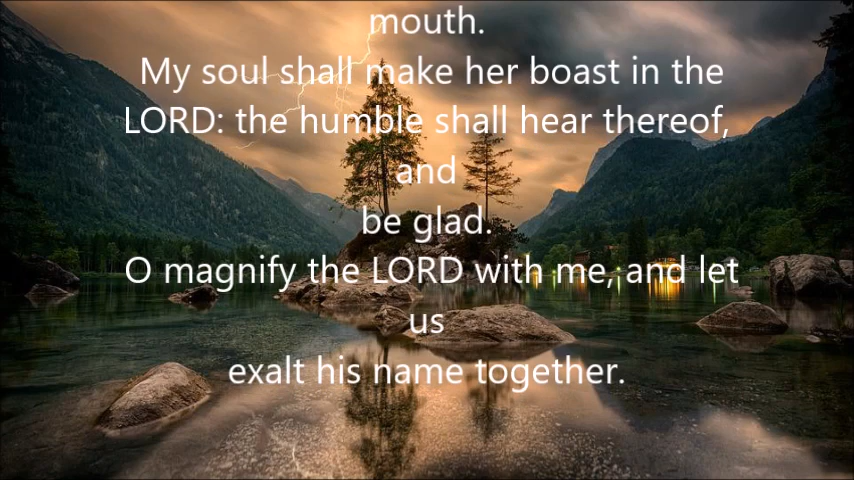 mouth.
My soul shall make her boast in the
LORD: the humble shall hear thereof,
and
be glad.
O magnify the LORD with me, and let
us
exalt his name together.